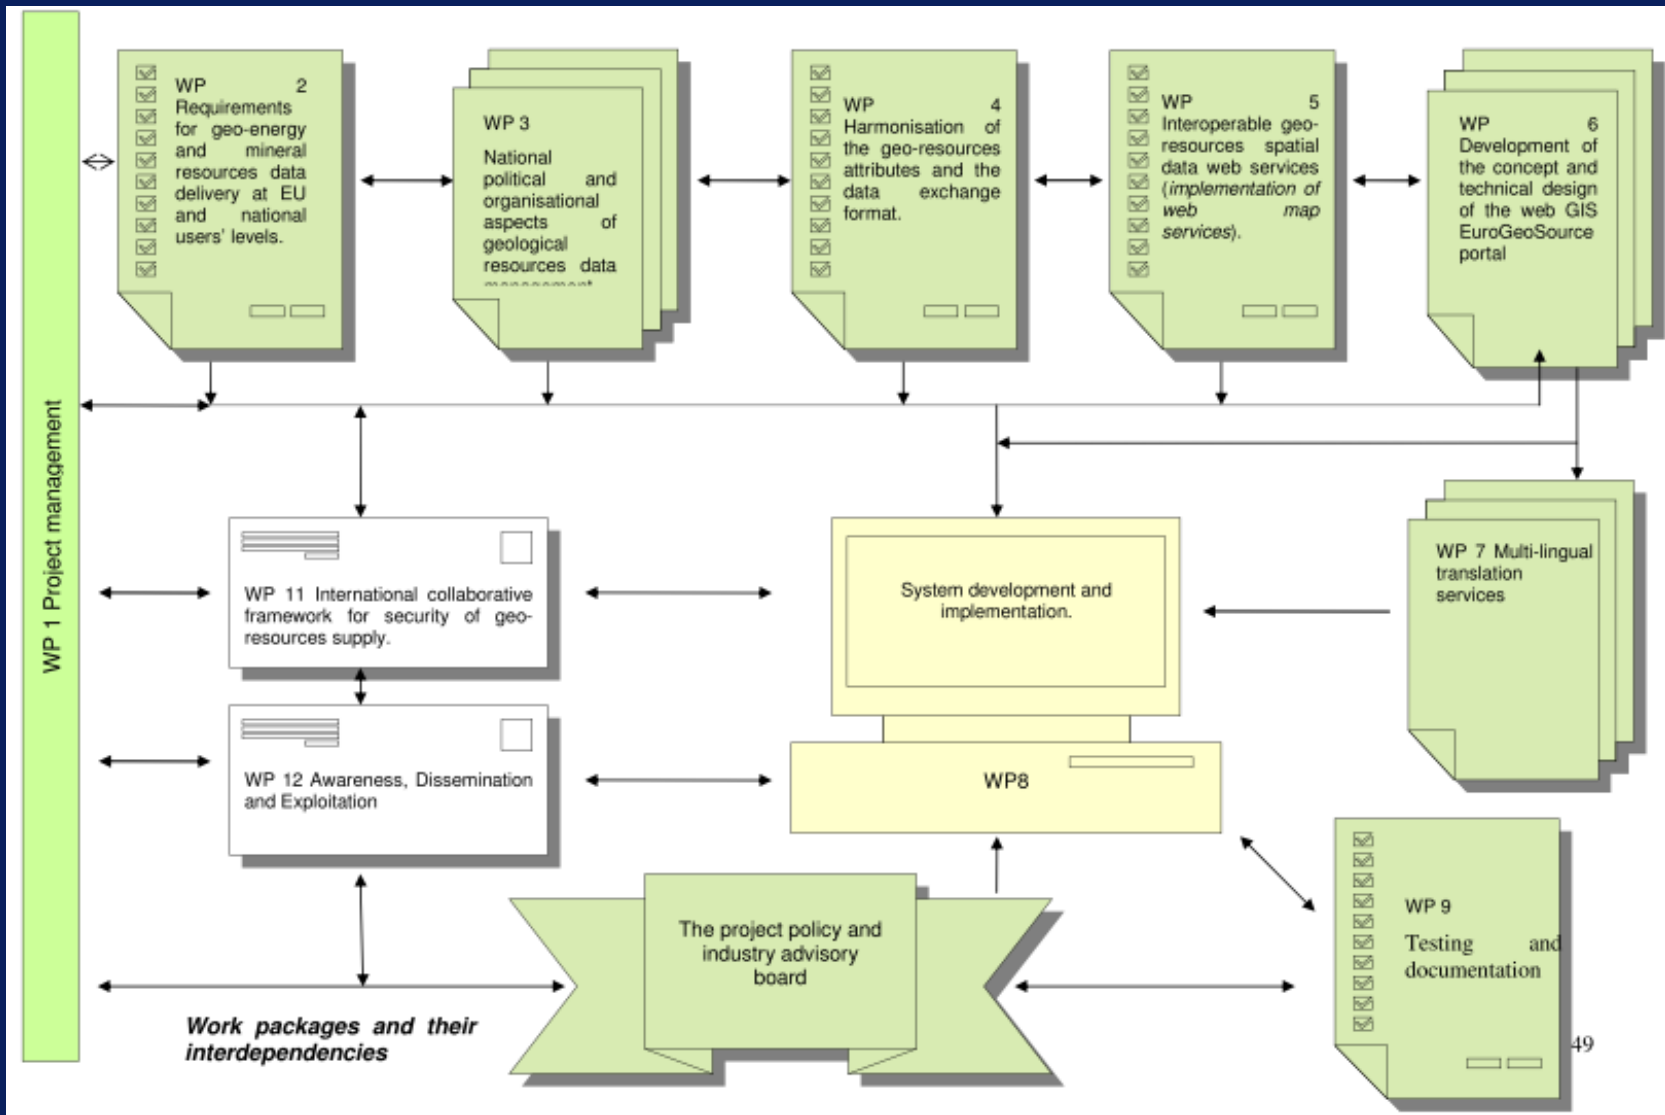 WP 1 Project management
WP 2
Requirements
for geo-energy
and mineral
resources data
delivery at EU
and national
users' levels.
WP 3
National
political and
organisational
aspects of
geological
resources data
management
WP 4
Harmonisation of
the geo-resources
attributes and the
data exchange
format.
WP 5
Interoperable geo-
resources spatial
data web services
(implementation of
web map
services).
WP 6
Development of
the concept and
technical design
of the web GIS
EuroGeoSource
portal
WP 11 International collaborative
framework for security of geo-
resources supply.
System development and
implementation.
WP 7 Multi-lingual
translation
services
WP 12 Awareness, Dissemination
and Exploitation
WP8
The project policy and
industry advisory
board
WP 9
Testing and
documentation
Work packages and their
interdependencies
49